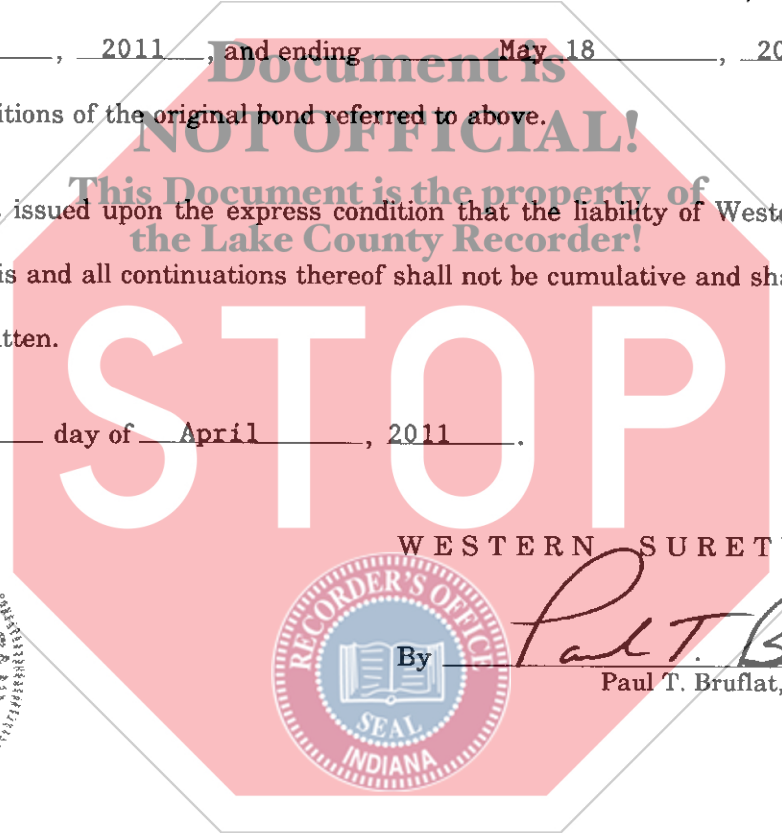 , 2011, and ending May 18, 20
Document is
itions of the original bond referred to above.
NOT OFFICIAL!
This Document is the property of
issued upon the express condition that the liability of Weste
the Lake County Recorder!
is and all continuations thereof shall not be cumulative and sha
tten.
STOP
day of April, 2011.
WESTERN SURET
RECORDER'S OFFICE
SEAL
INDIANA
By Paul T. B
Paul T. Bruflat,